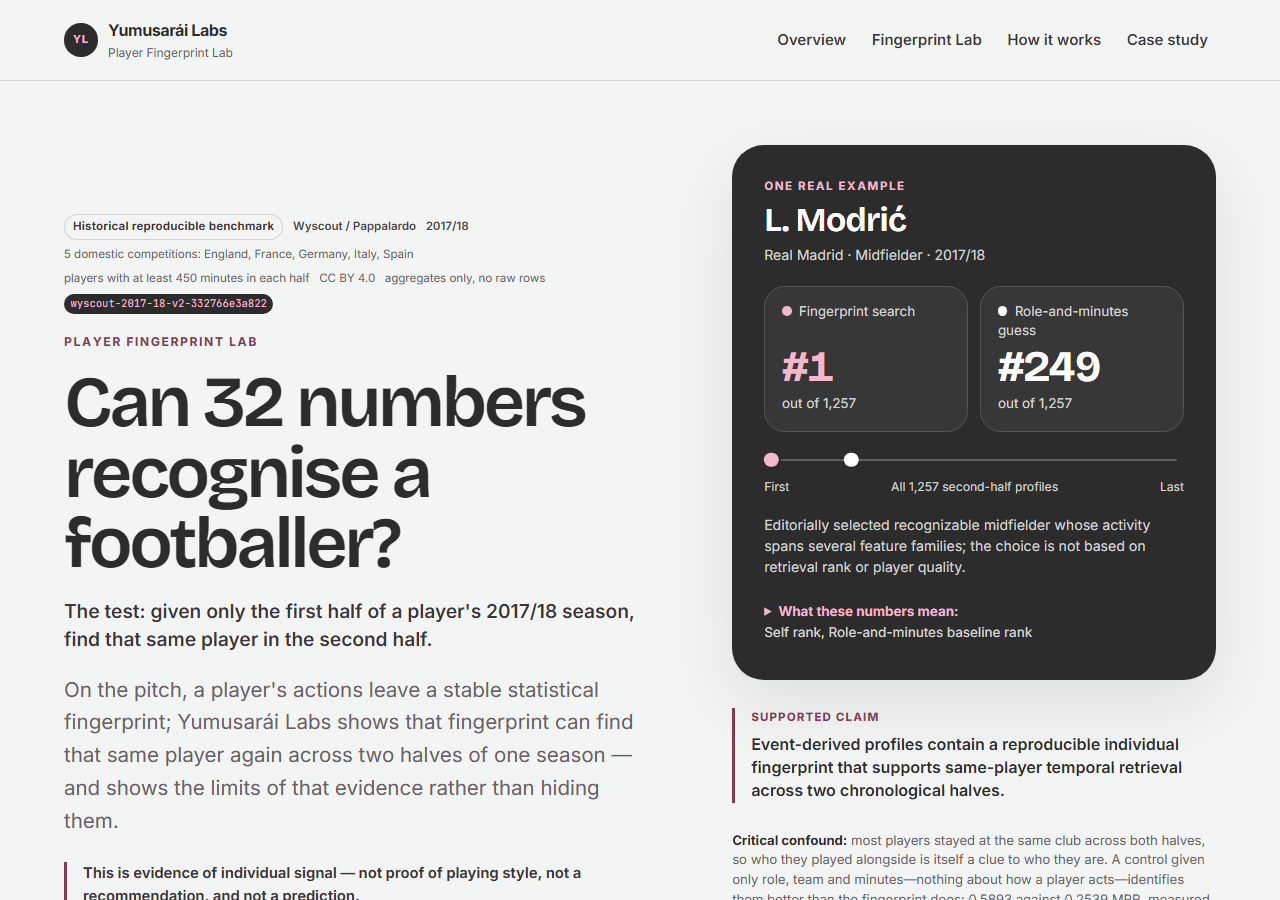 YL
Yumusarái Labs
Player Fingerprint Lab
Overview
Fingerprint Lab
How it works
Case study
Historical reproducible benchmark
Wyscout / Pappalardo
2017/18
5 domestic competitions: England, France, Germany, Italy, Spain
players with at least 450 minutes in each half
CC BY 4.0
aggregates only, no raw rows
wyscout-2017-18-v2-332766e3a822
PLAYER FINGERPRINT LAB
Can 32 numbers
recognise a
footballer?
The test: given only the first half of a player's 2017/18 season,
find that same player in the second half.
On the pitch, a player's actions leave a stable statistical
fingerprint; Yumusarái Labs shows that fingerprint can find
that same player again across two halves of one season —
and shows the limits of that evidence rather than hiding
them.
This is evidence of individual signal — not proof of playing style, not a
recommendation, and not a prediction.
ONE REAL EXAMPLE
L. Modrić
Real Madrid · Midfielder · 2017/18
Fingerprint search
#1
out of 1,257
Role-and-minutes
guess
#249
out of 1,257
First
All 1,257 second-half profiles
Last
Editorially selected recognizable midfielder whose activity
spans several feature families; the choice is not based on
retrieval rank or player quality.
What these numbers mean:
Self rank, Role-and-minutes baseline rank
SUPPORTED CLAIM
Event-derived profiles contain a reproducible individual
fingerprint that supports same-player temporal retrieval
across two chronological halves.
Critical confound: most players stayed at the same club across both halves,
so who they played alongside is itself a clue to who they are. A control given
only role, team and minutes—nothing about how a player acts—identifies
them better than the fingerprint does: 0.5893 against 0.2539 MRR, measured